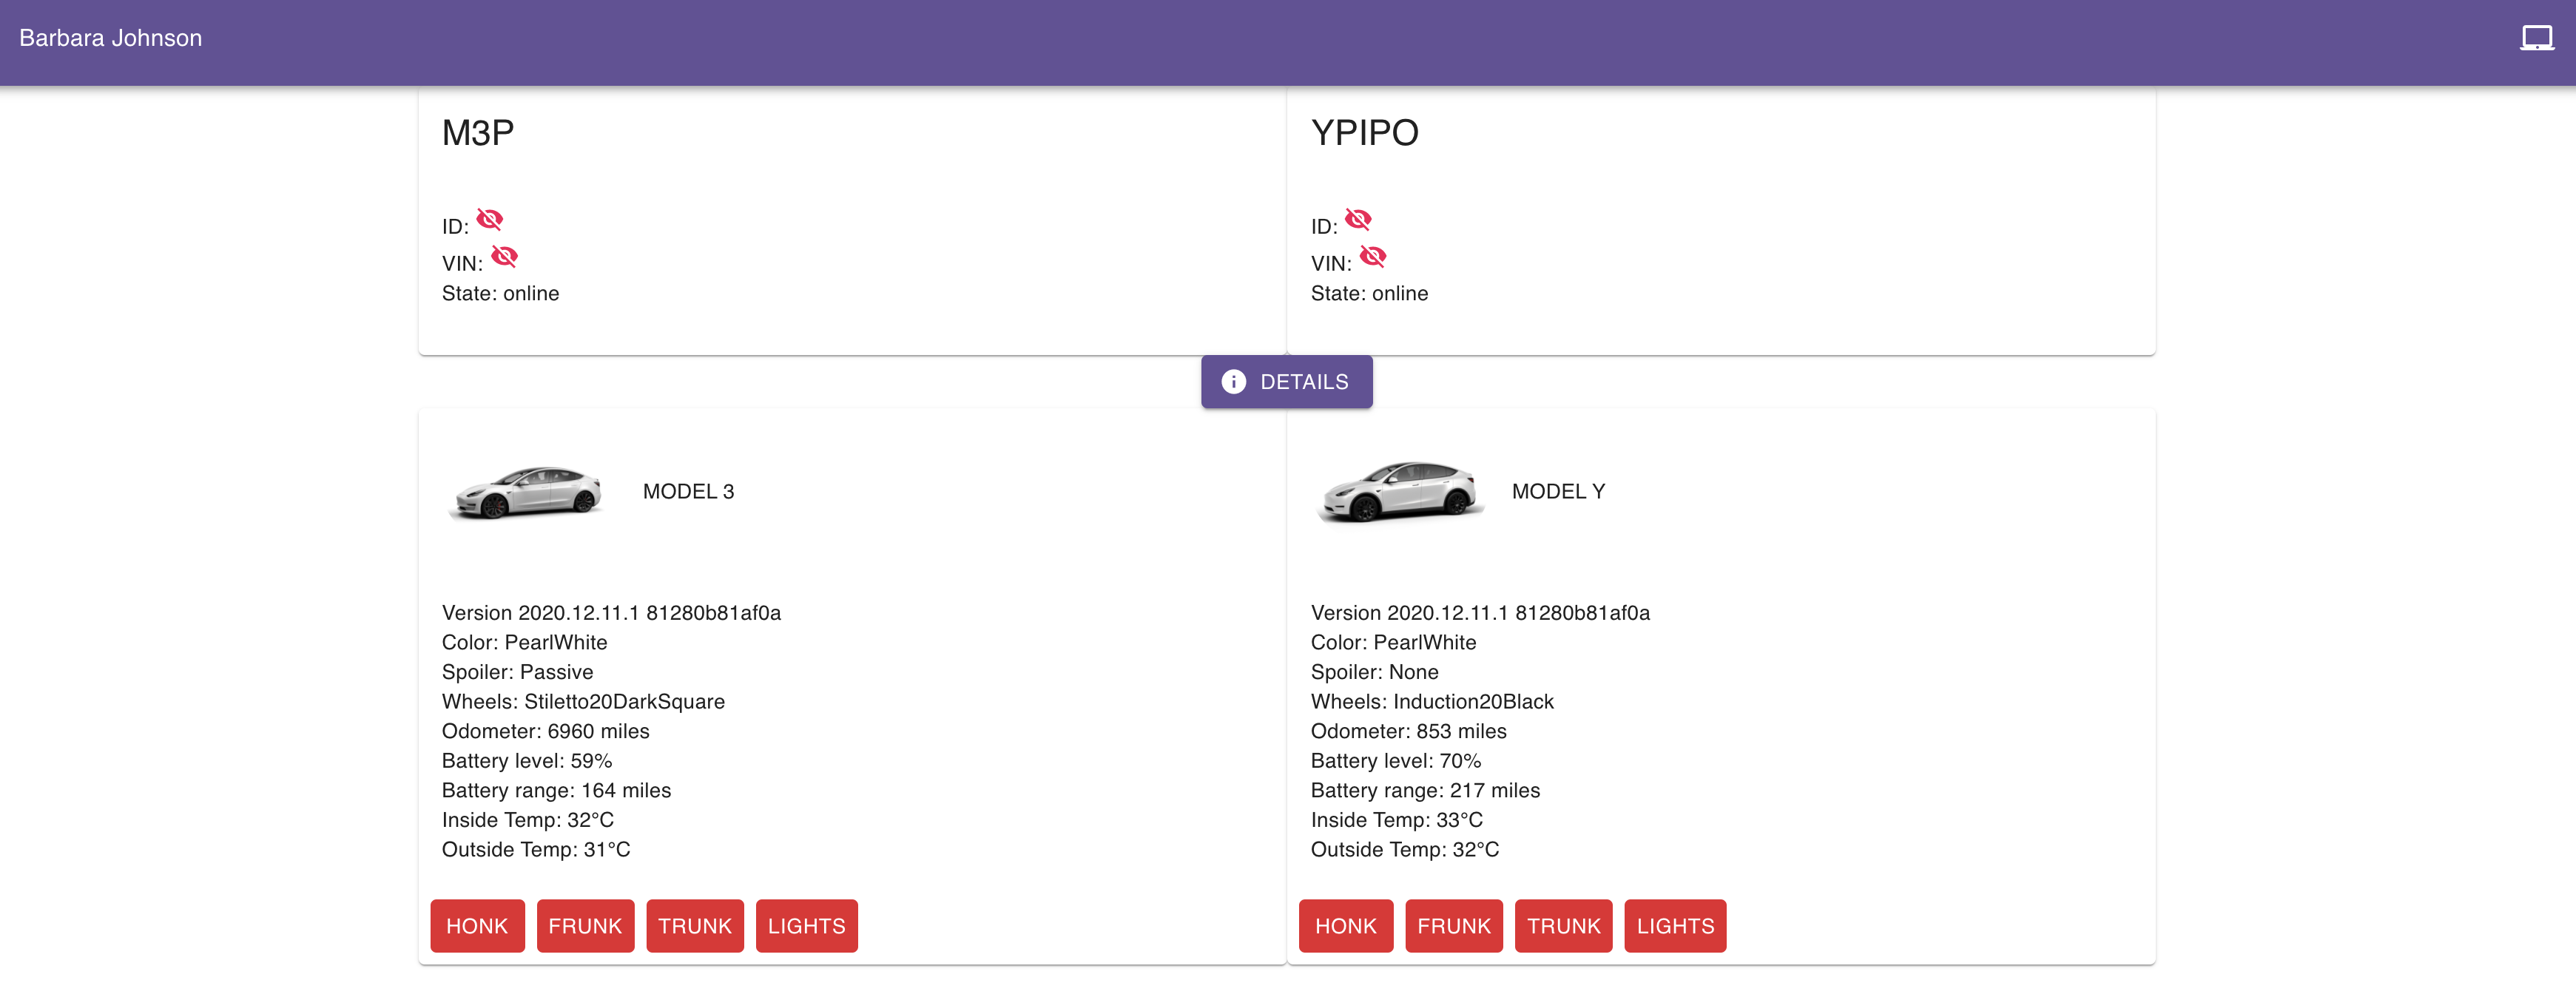 Barbara Johnson
M3P
ID:
VIN:
State: online
YPIPO
ID:
VIN:
State: online
DETAILS
MODEL 3
Version 2020.12.11.1 81280b81af0a
Color: PearlWhite
Spoiler: Passive
Wheels: Stiletto20DarkSquare
Odometer: 6960 miles
Battery level: 59%
Battery range: 164 miles
Inside Temp: 32°C
Outside Temp: 31°C
HONK FRUNK TRUNK LIGHTS
MODEL Y
Version 2020.12.11.1 81280b81af0a
Color: PearlWhite
Spoiler: None
Wheels: Induction20Black
Odometer: 853 miles
Battery level: 70%
Battery range: 217 miles
Inside Temp: 33°C
Outside Temp: 32°C
HONK FRUNK TRUNK LIGHTS